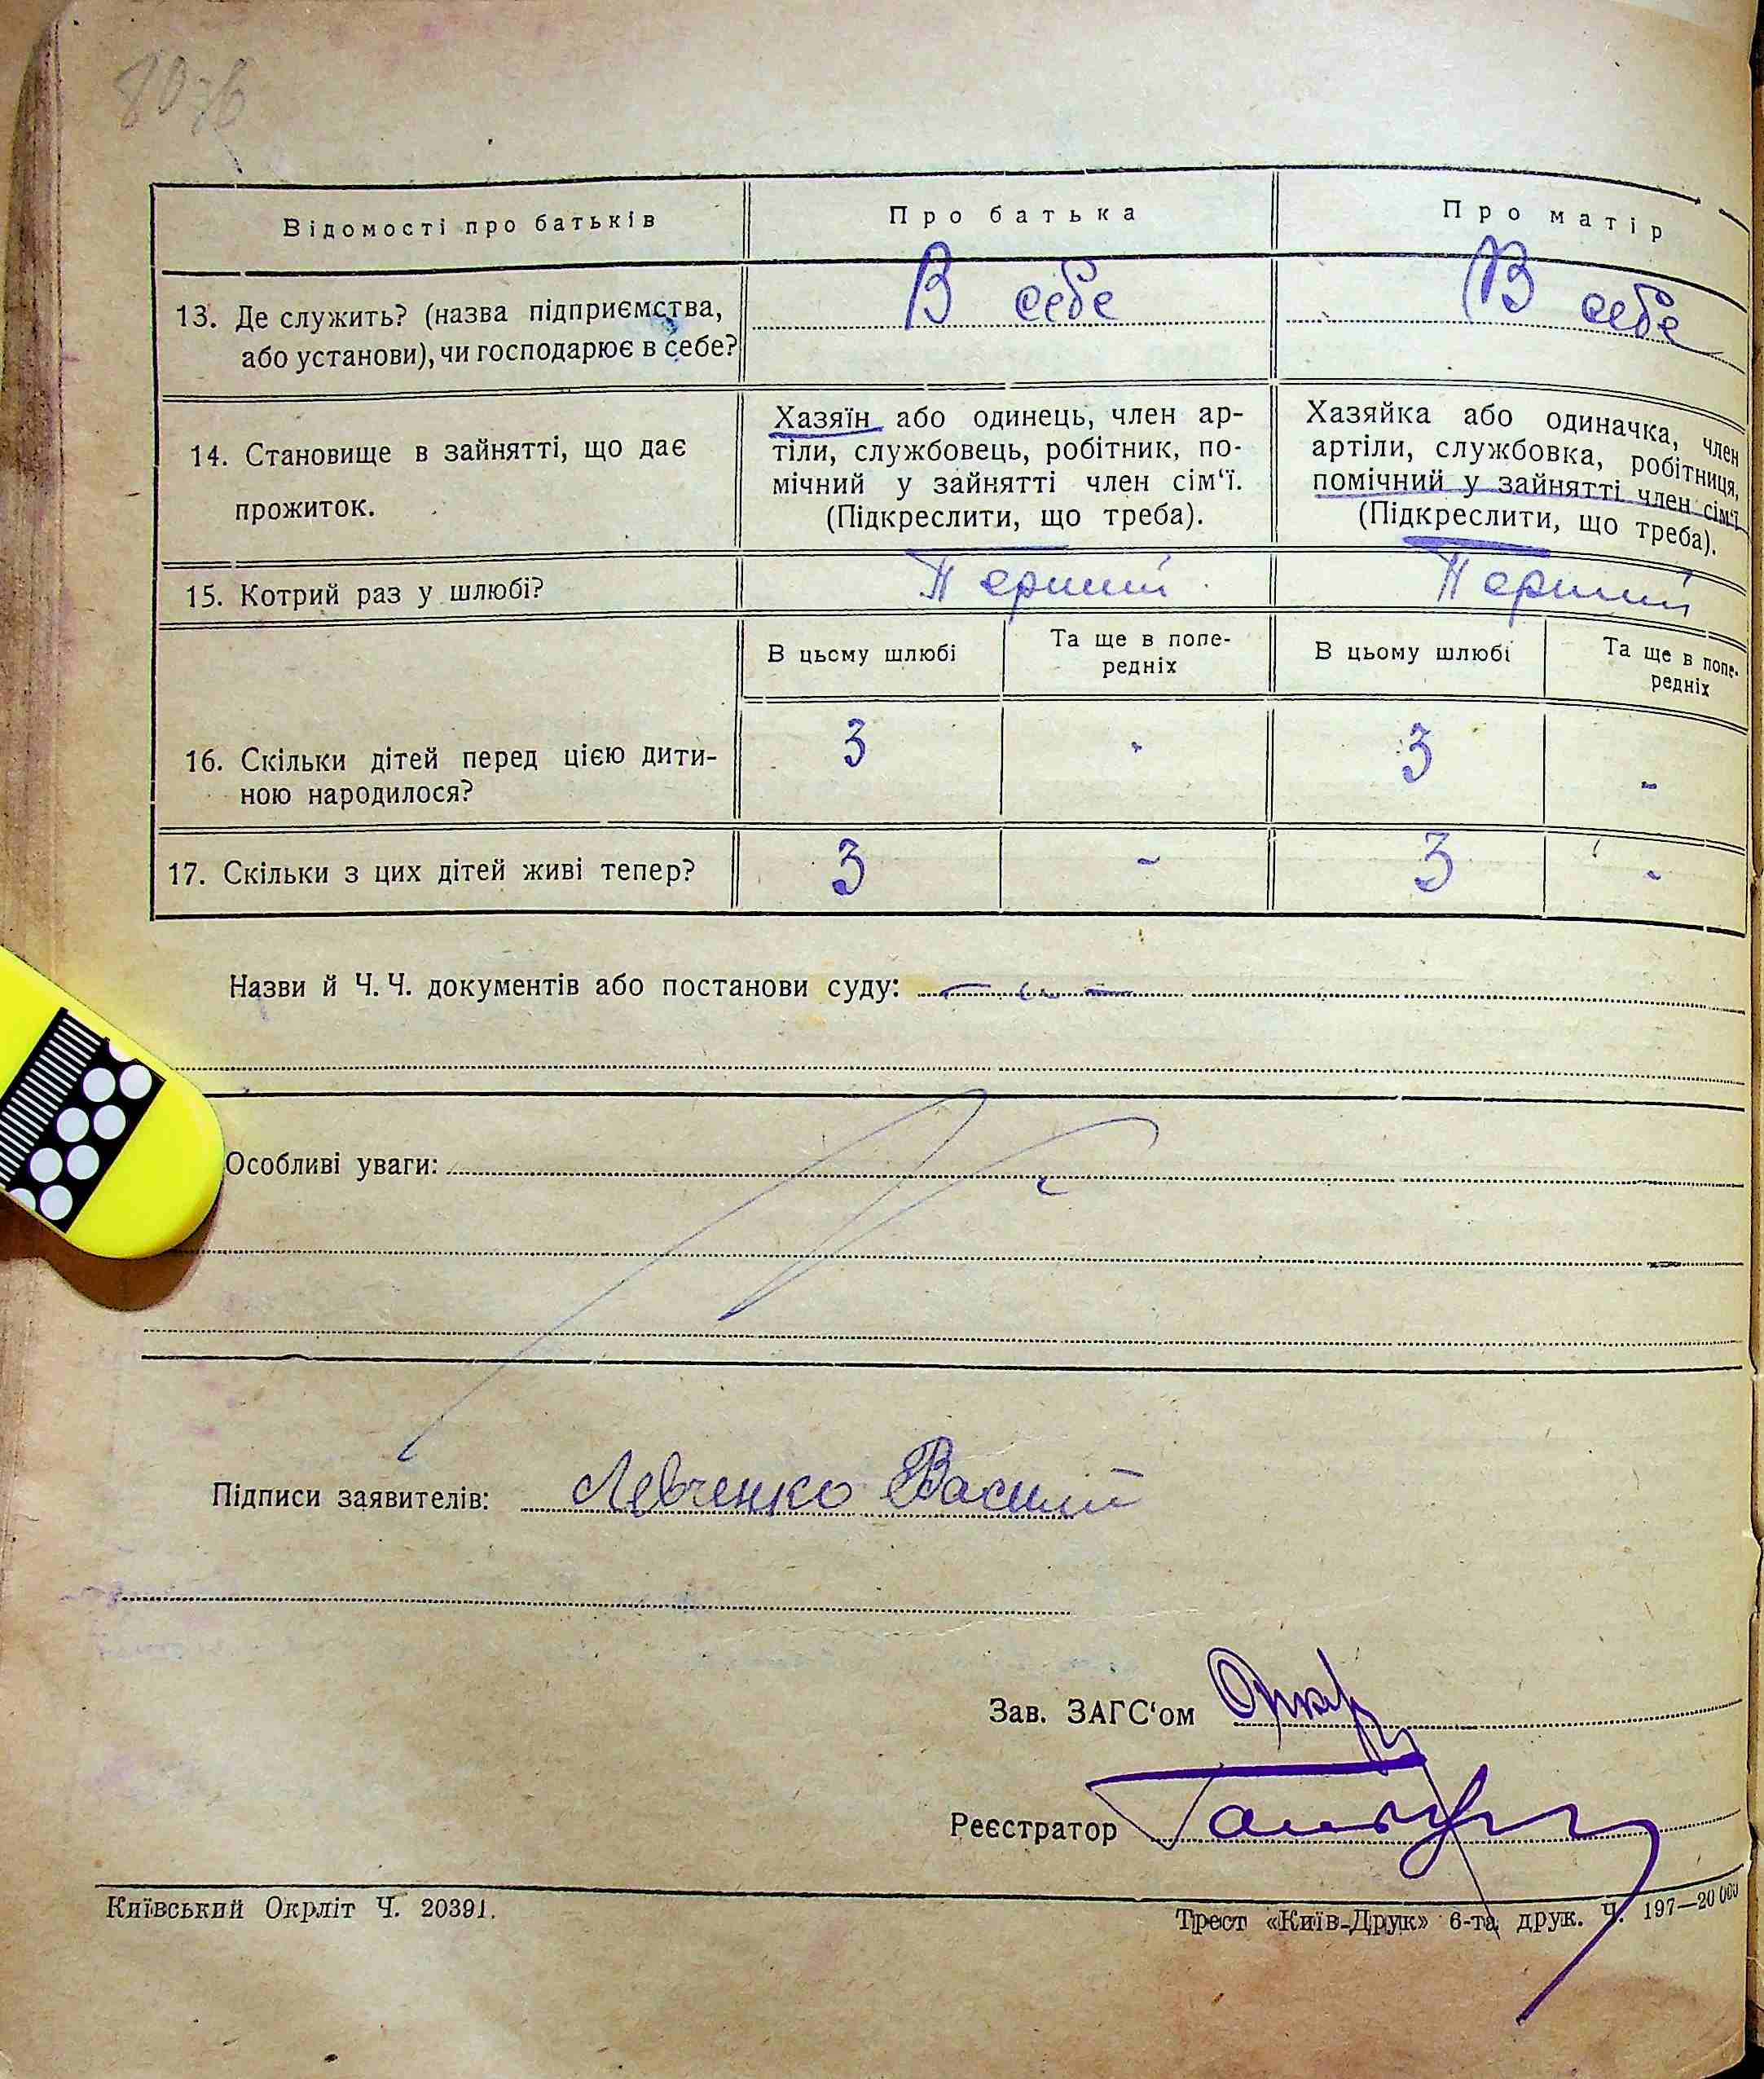 80зв
Відомості про батьків
Про батька
Про матір
13. Де служить? (назва підприємства,
або установи), чи господарює в себе?
В себе
В себе
14. Становище в зайнятті, що дає
прожиток.
Хазяїн або одинець, член ар-
тіли, службовець, робітник, по-
мічний у зайнятті член сім‘ї.
(Підкреслити, що треба).
Хазяйка або одиначка, член
артіли, службовка, робітниця,
помічний у зайнятті член сім‘ї
(Підкреслити, що треба).
15. Котрий раз у шлюбі?
Перший
Перший
В цьому шлюбі
Та ще в попе-
редніх
В цьому шлюбі
Та ще в попе-
редніх
16. Скільки дітей перед цією дити-
ною народилося?
3
-
3
-
17. Скільки з цих дітей живі тепер?
3
-
3
-
Назви й Ч. Ч. документів або постанови суду:
Особливі уваги:
Підписи заявителів: Левченко Василий
Зав. ЗАГС‘ом
Реєстратор
Київський Окрліт Ч. 20391.
Трест «Київ-Друк» 6-та друк. Ч. 197—20 000